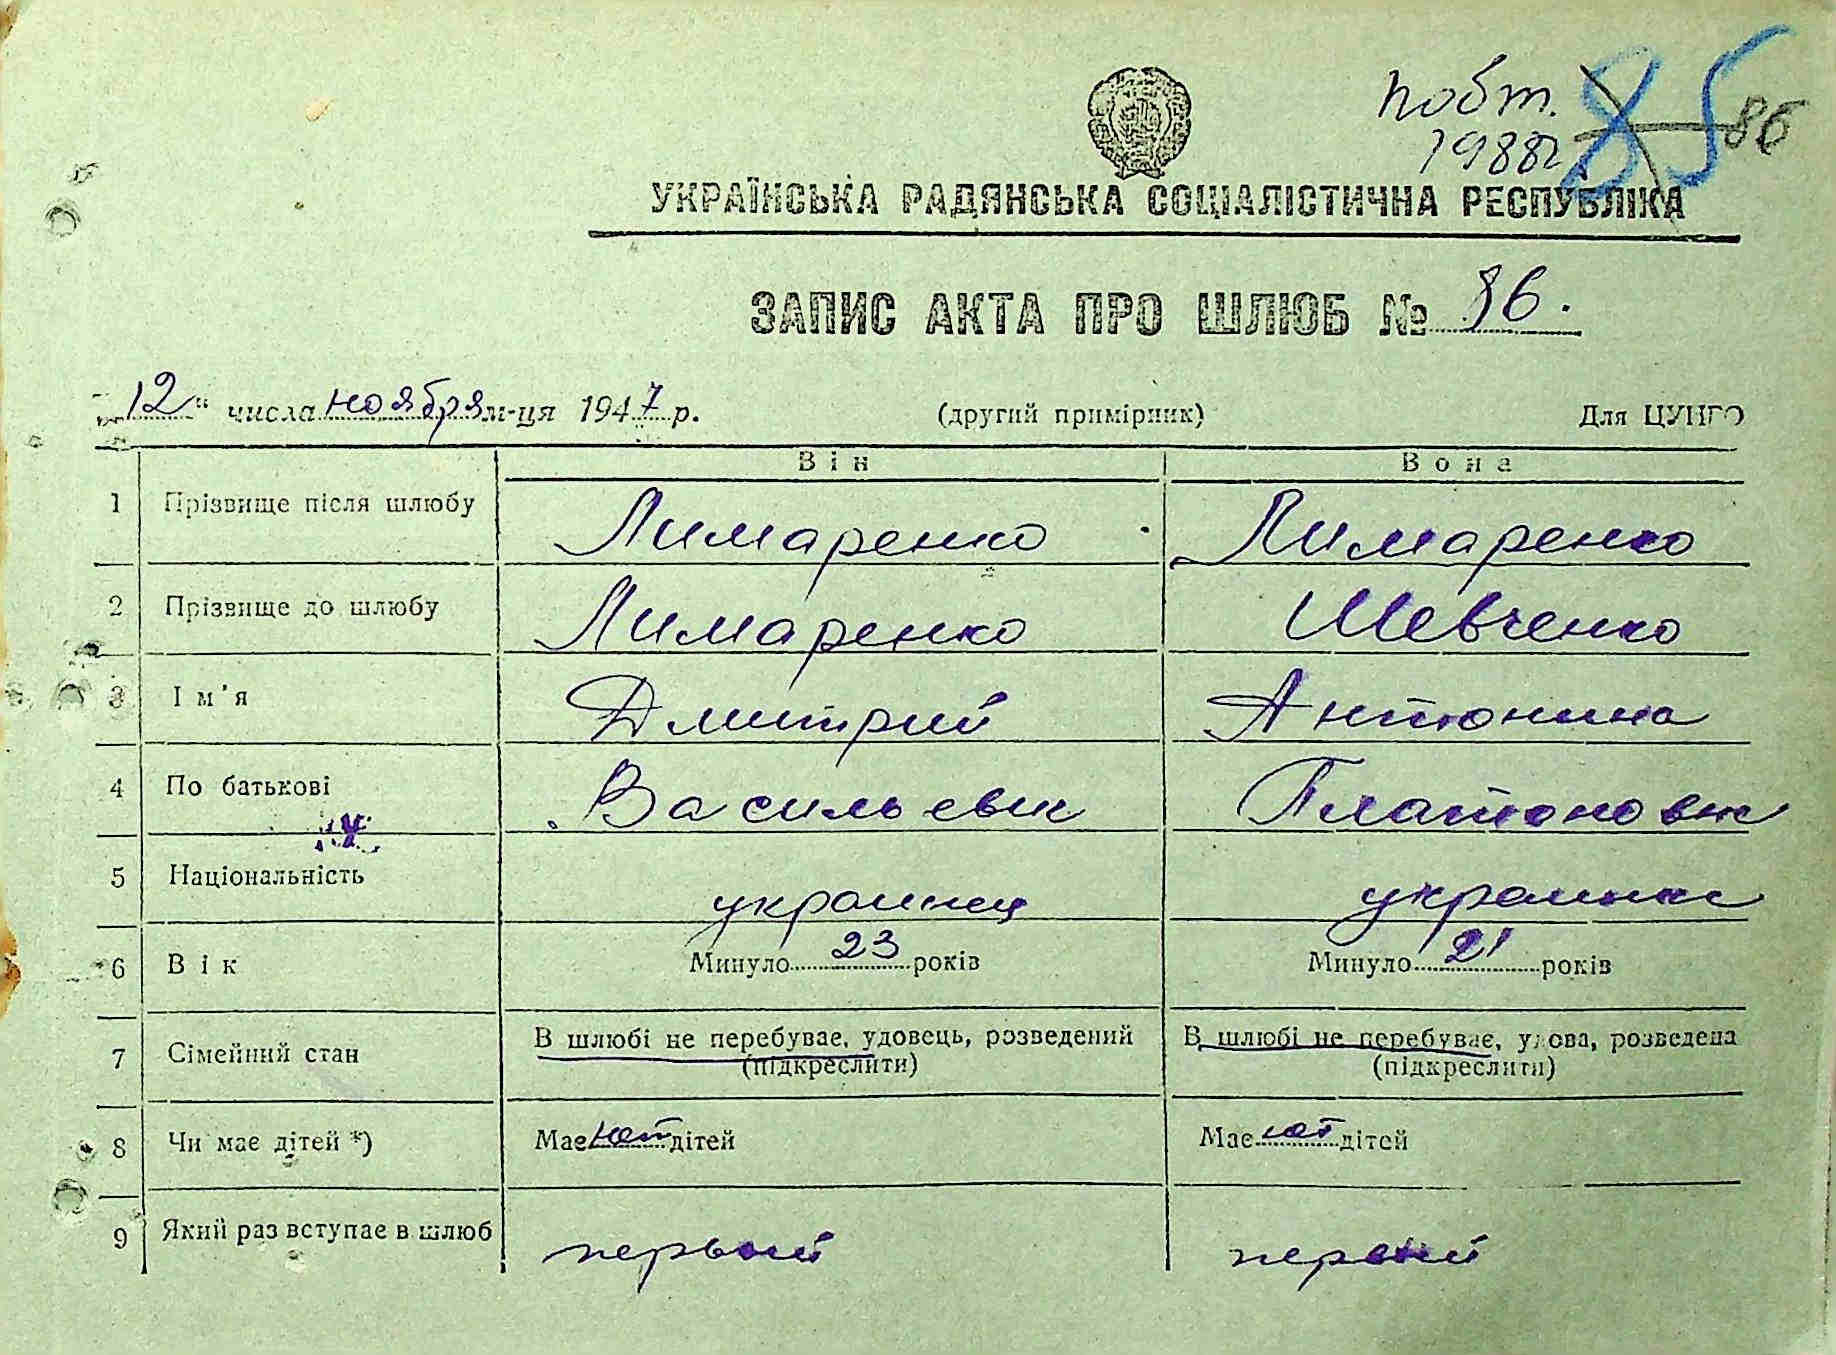 повт.
1988г
85 86
УКРАЇНСЬКА РАДЯНСЬКА СОЦІАЛІСТИЧНА РЕСПУБЛІКА
ЗАПИС АКТА ПРО ШЛЮБ № 86.
„12“ числа ноября м-ця 1947 р. (другий примірник) Для ЦУНГО
Він Вона
1 Прізвище після шлюбу Лимаренко Лимаренко
2 Прізвище до шлюбу Лимаренко Шевченко
3 Ім'я Дмитрий Антонина
4 По батькові Васильевич Платоновна
5 Національність украинец украинка
6 Вік Минуло 23 років Минуло 21 років
7 Сімейний стан В шлюбі не перебуває, удовець, розведений В шлюбі не перебуває, удова, розведена
(підкреслити) (підкреслити)
8 Чи має дітей *) Має нет дітей Має нет дітей
9 Який раз вступає в шлюб первый первый